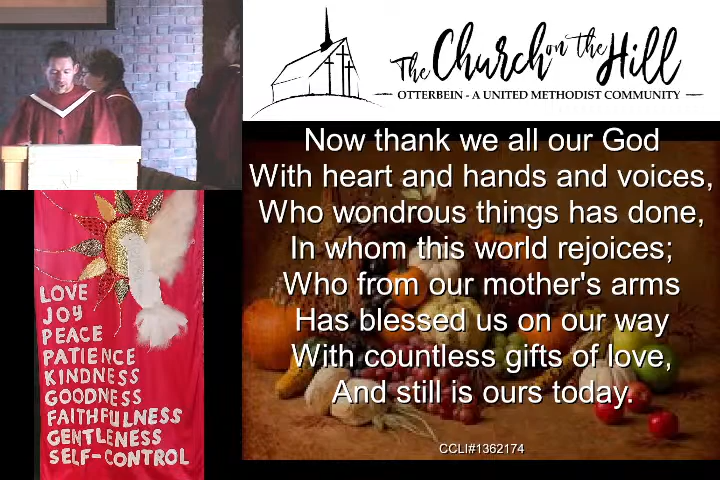 The Church on the Hill
OTTERBEIN - A UNITED METHODIST COMMUNITY
Now thank we all our God
With heart and hands and voices,
Who wondrous things has done,
In whom this world rejoices;
Who from our mother's arms
Has blessed us on our way
With countless gifts of love,
And still is ours today.
CCLI#1362174
LOVE
JOY
PEACE
PATIENCE
KINDNESS
GOODNESS
FAITHFULNESS
GENTLENESS
SELF-CONTROL